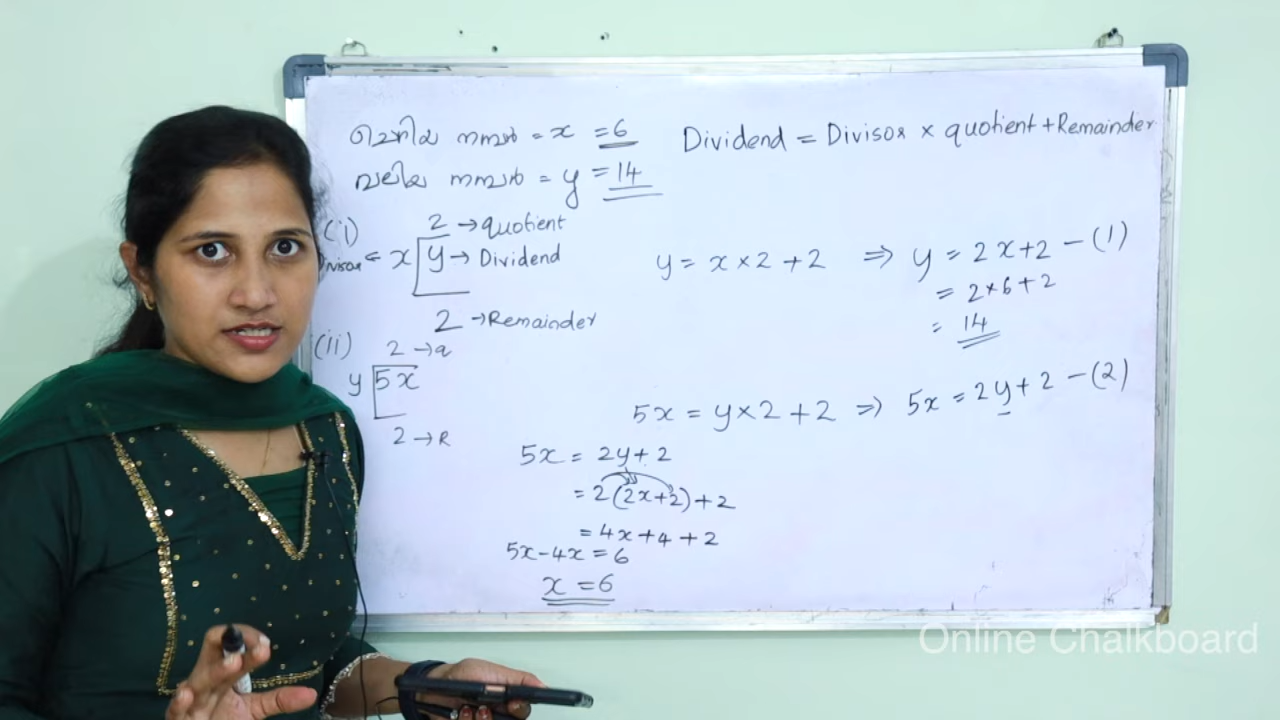 ചെറിയ നമ്പർ = x = 6
Dividend = Divisor × quotient + Remainder
വലിയ നമ്പർ = y = 14
(i) 2 → quotient
x y → Dividend
y = x × 2 + 2 ⇒ y = 2x + 2 – (1)
= 2 × 6 + 2
2 → Remainder
= 14
(ii) 2 → q
y 5x
5x = y × 2 + 2 ⇒ 5x = 2y + 2 – (2)
2 → R
5x = 2y + 2
= 2(2x + 2) + 2
= 4x + 4 + 2
5x – 4x = 6
x = 6
Online Chalkboard